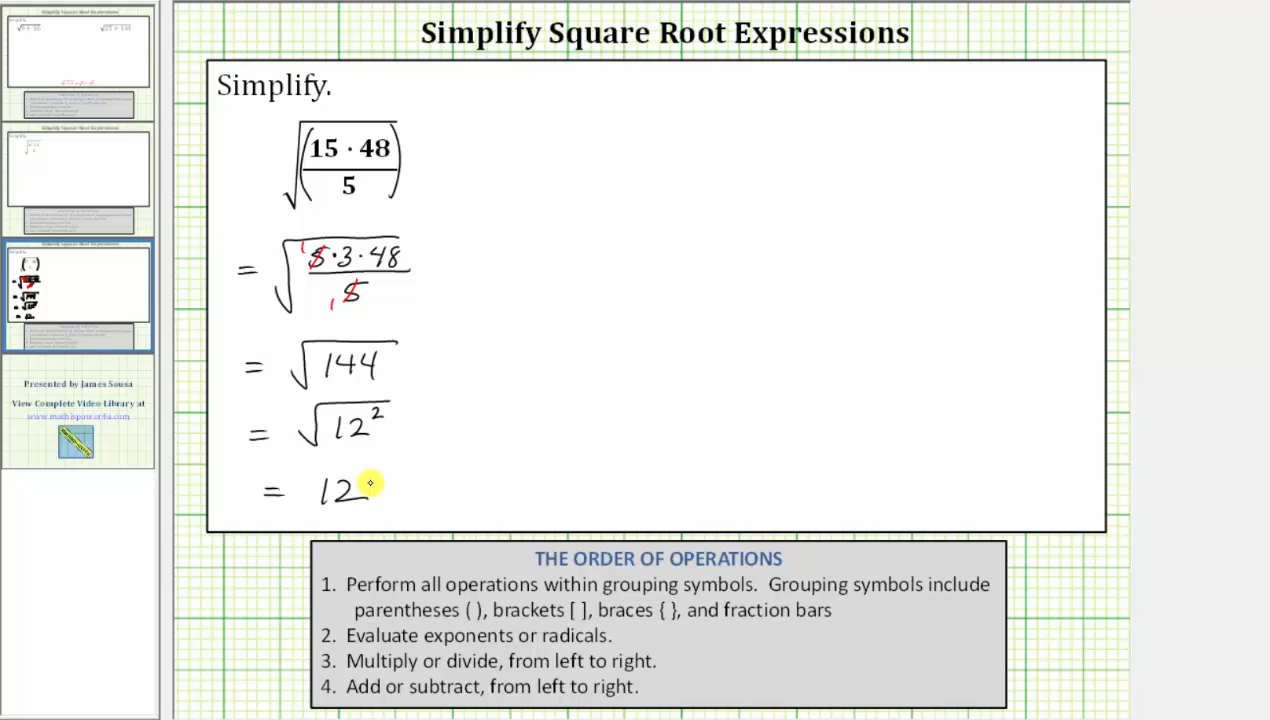 Simplify Square Root Expressions
Simplify.
√((15 · 48)/5)
= √((5 · 3 · 48)/5)
1
1
= √144
= √12²
= 12
THE ORDER OF OPERATIONS
1. Perform all operations within grouping symbols. Grouping symbols include
parentheses ( ), brackets [ ], braces { }, and fraction bars
2. Evaluate exponents or radicals.
3. Multiply or divide, from left to right.
4. Add or subtract, from left to right.
Presented by James Sousa
View Complete Video Library at
www.mathispower4u.com